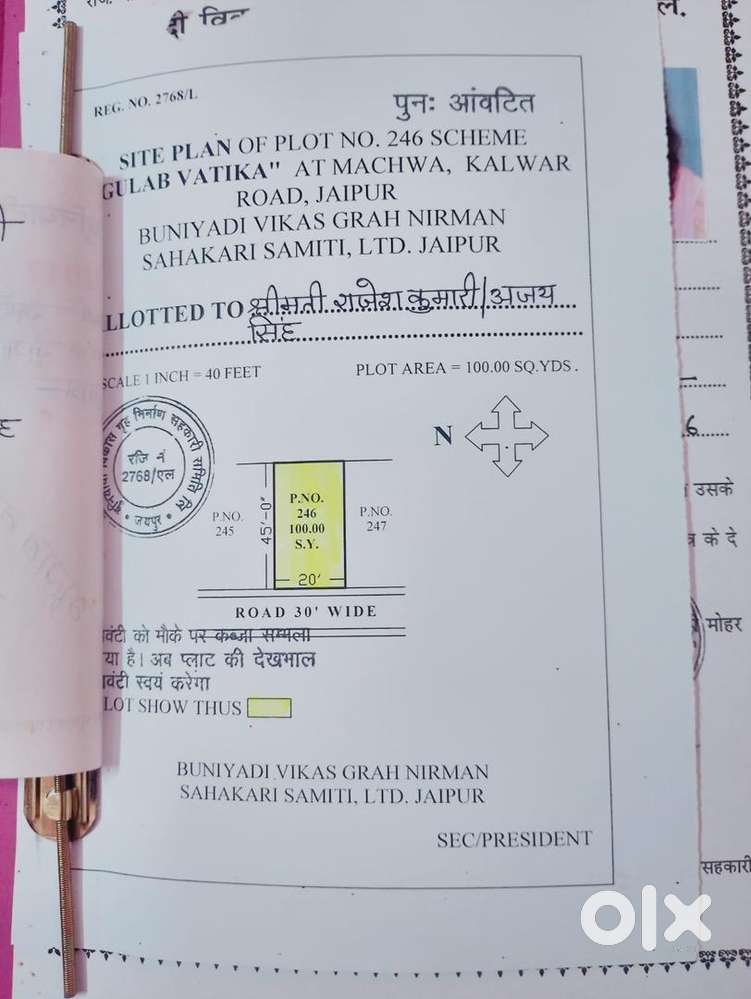 दी वि
ल.
REG. NO. 2768/L
पुनः आंवटित
SITE PLAN OF PLOT NO. 246 SCHEME
GULAB VATIKA" AT MACHWA, KALWAR
ROAD, JAIPUR
BUNIYADI VIKAS GRAH NIRMAN
SAHAKARI SAMITI, LTD. JAIPUR
LLOTTED TO श्रीमती राजेश कुमारी/अजय
सिंह
SCALE 1 INCH = 40 FEET
PLOT AREA = 100.00 SQ.YDS.
विकास गृह निर्माण सहकारी समिति लि
रजि नं
2768/एल
जयपुर
N
P.NO.
245
45'-0"
P.NO.
246
100.00
S.Y.
20'
P.NO.
247
ROAD 30' WIDE
वंटी को मौके पर कब्जा सम्भला
या है। अब प्लाट की देखभाल
वंटी स्वयं करेगा
LOT SHOW THUS
BUNIYADI VIKAS GRAH NIRMAN
SAHAKARI SAMITI, LTD. JAIPUR
SEC/PRESIDENT
6
उसके
के दे
मोहर
सहकारी
olx